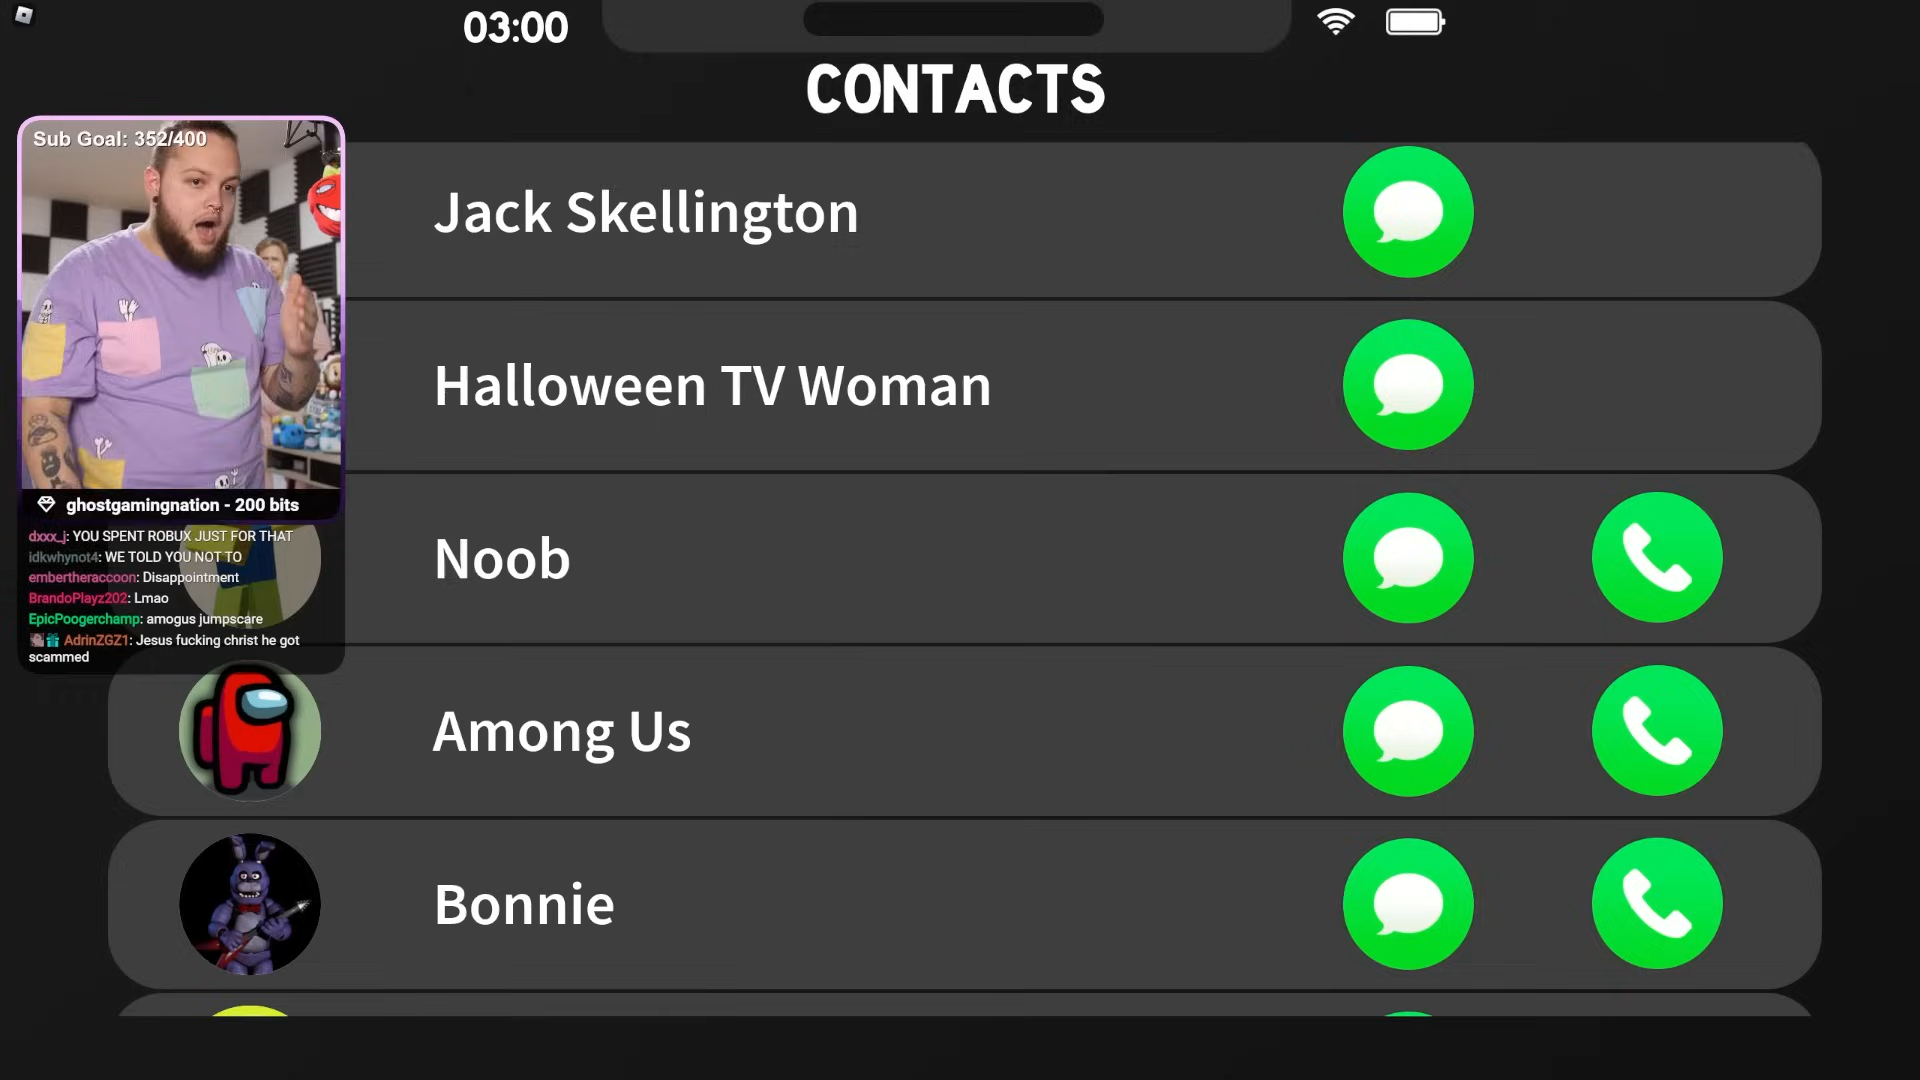 03:00
CONTACTS
Sub Goal: 352/400
Jack Skellington
Halloween TV Woman
ghostgamingnation - 200 bits
dxxx_j: YOU SPENT ROBUX JUST FOR THAT
idkwhynot4: WE TOLD YOU NOT TO
embertheraccoon: Disappointment
BrandoPlayz202: Lmao
EpicPoogerchamp: amogus jumpscare
AdrinZGZ1: Jesus fucking christ he got
scammed
Noob
Among Us
Bonnie